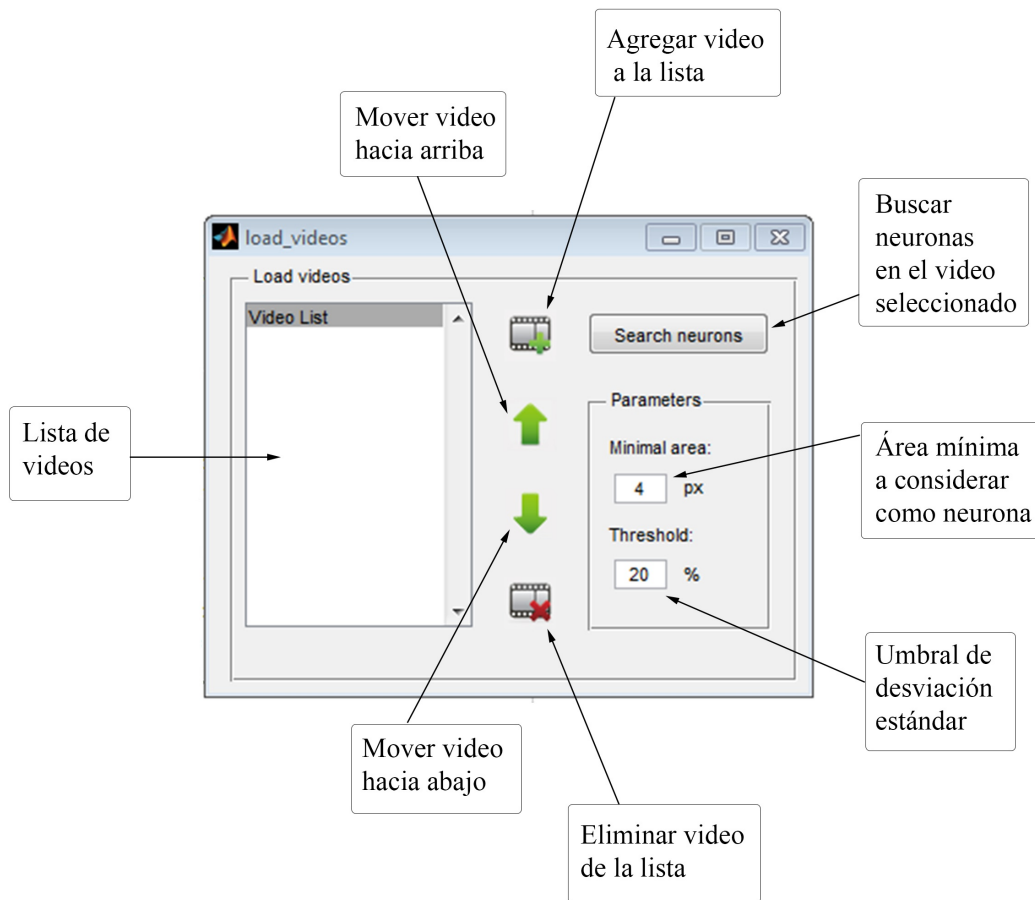 Agregar video
a la lista
Mover video
hacia arriba
Buscar
neuronas
en el video
seleccionado
load_videos
Load videos
Video List
Search neurons
Parameters
Minimal area:
4 px
Threshold:
20 %
Lista de
videos
Área mínima
a considerar
como neurona
Umbral de
desviación
estándar
Mover video
hacia abajo
Eliminar video
de la lista